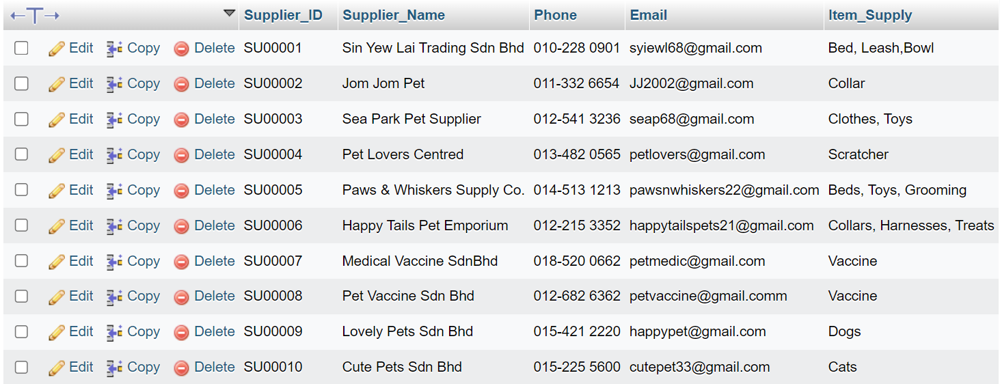 Supplier_ID Supplier_Name Phone Email Item_Supply
Edit Copy Delete SU00001 Sin Yew Lai Trading Sdn Bhd 010-228 0901 syiewl68@gmail.com Bed, Leash,Bowl
Edit Copy Delete SU00002 Jom Jom Pet 011-332 6654 JJ2002@gmail.com Collar
Edit Copy Delete SU00003 Sea Park Pet Supplier 012-541 3236 seap68@gmail.com Clothes, Toys
Edit Copy Delete SU00004 Pet Lovers Centred 013-482 0565 petlovers@gmail.com Scratcher
Edit Copy Delete SU00005 Paws & Whiskers Supply Co. 014-513 1213 pawsnwhiskers22@gmail.com Beds, Toys, Grooming
Edit Copy Delete SU00006 Happy Tails Pet Emporium 012-215 3352 happytailspets21@gmail.com Collars, Harnesses, Treats
Edit Copy Delete SU00007 Medical Vaccine SdnBhd 018-520 0662 petmedic@gmail.com Vaccine
Edit Copy Delete SU00008 Pet Vaccine Sdn Bhd 012-682 6362 petvaccine@gmail.comm Vaccine
Edit Copy Delete SU00009 Lovely Pets Sdn Bhd 015-421 2220 happypet@gmail.com Dogs
Edit Copy Delete SU00010 Cute Pets Sdn Bhd 015-225 5600 cutepet33@gmail.com Cats